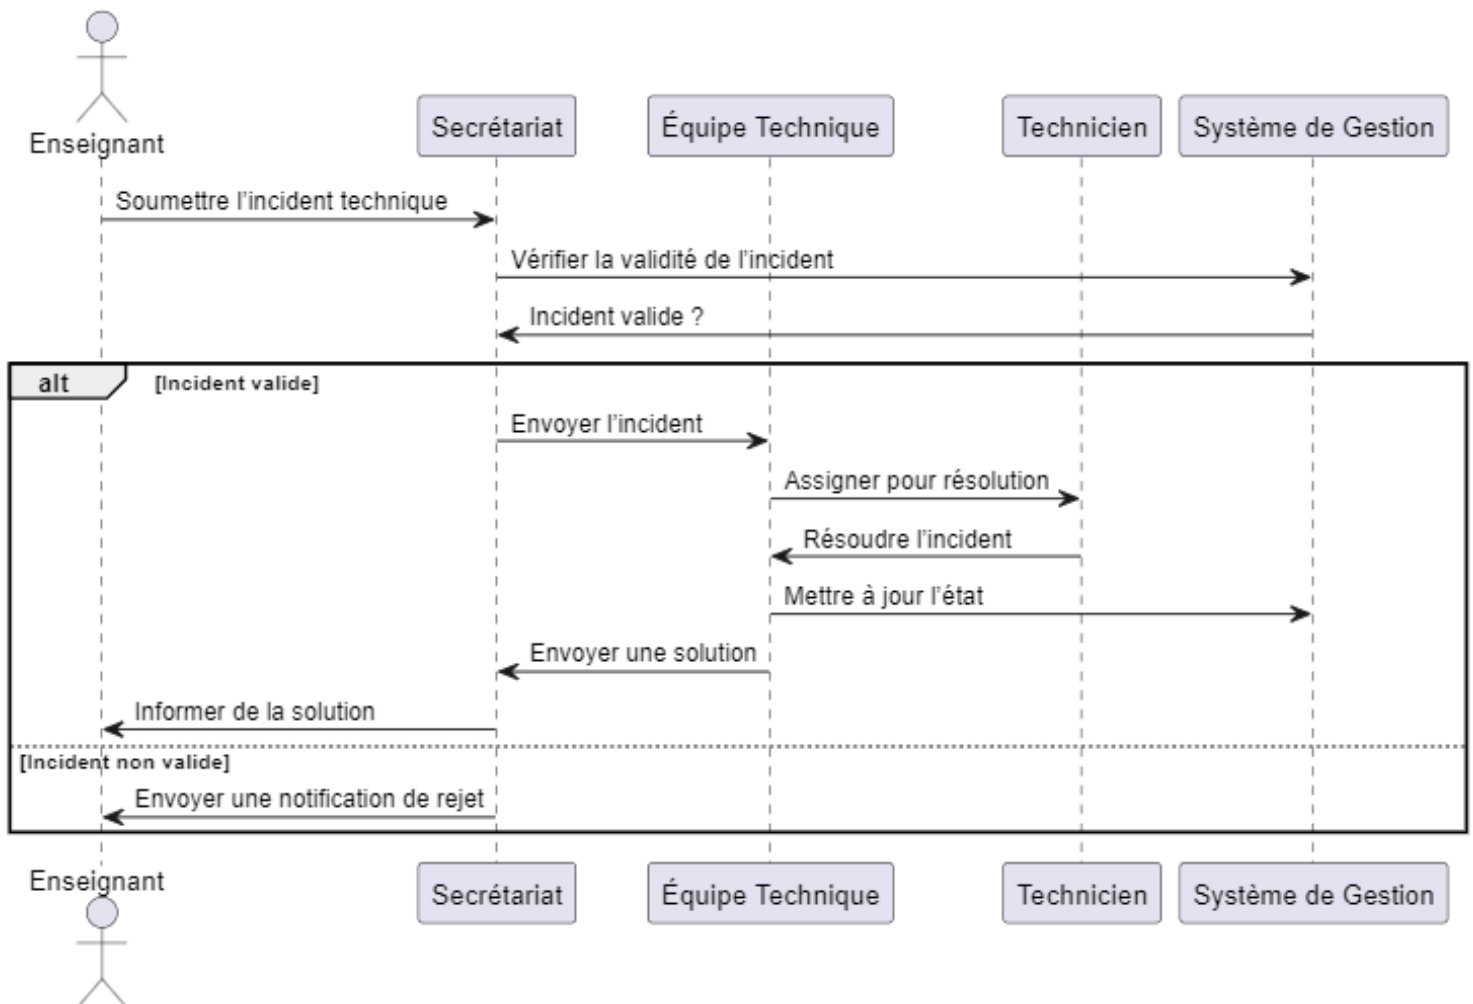 Enseignant
Secrétariat
Équipe Technique
Technicien
Système de Gestion
Soumettre l'incident technique
Vérifier la validité de l'incident
Incident valide ?
alt
[Incident valide]
Envoyer l'incident
Assigner pour résolution
Résoudre l'incident
Mettre à jour l'état
Envoyer une solution
Informer de la solution
[Incident non valide]
Envoyer une notification de rejet
Enseignant
Secrétariat
Équipe Technique
Technicien
Système de Gestion